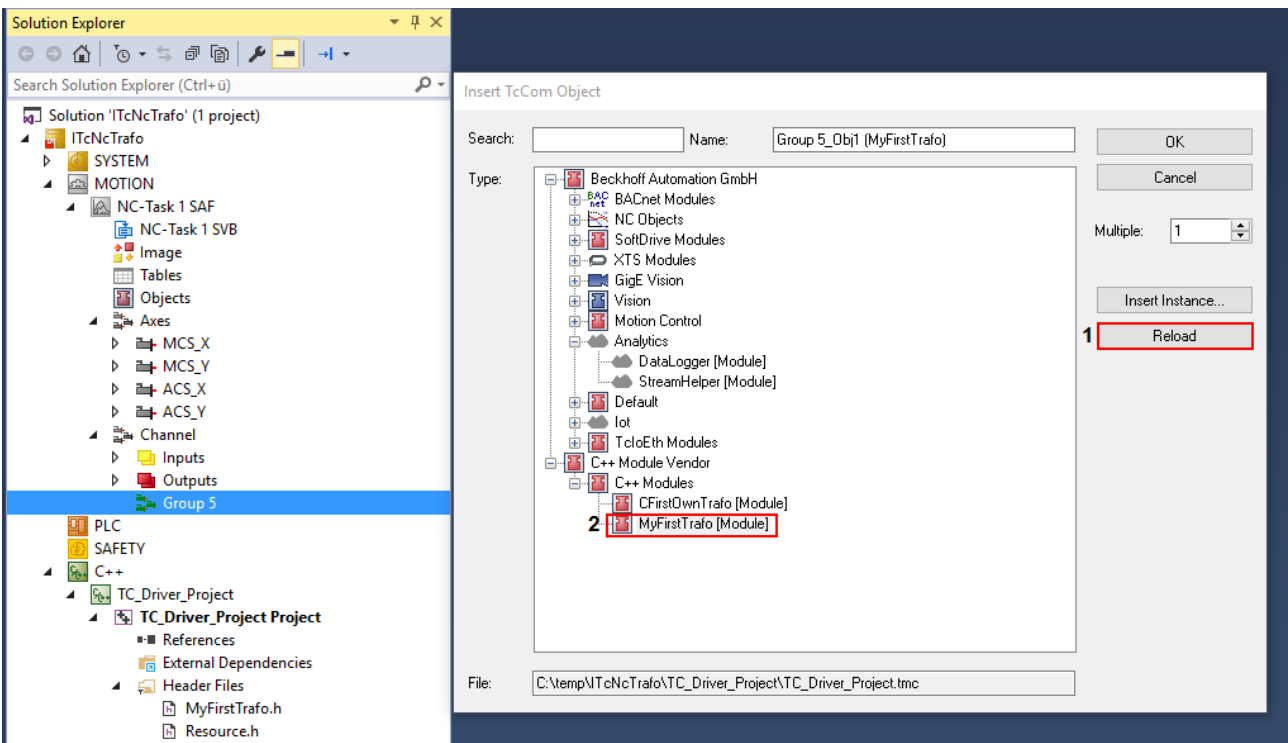 Solution Explorer
Search Solution Explorer (Ctrl+ü)
Solution 'ITcNcTrafo' (1 project)
ITcNcTrafo
SYSTEM
MOTION
NC-Task 1 SAF
NC-Task 1 SVB
Image
Tables
Objects
Axes
MCS_X
MCS_Y
ACS_X
ACS_Y
Channel
Inputs
Outputs
Group 5
PLC
SAFETY
C++
TC_Driver_Project
TC_Driver_Project Project
References
External Dependencies
Header Files
MyFirstTrafo.h
Resource.h
Insert TcCom Object
Search: Name: Group 5_Obj1 (MyFirstTrafo) OK
Type:
Beckhoff Automation GmbH
BACnet Modules
NC Objects
SoftDrive Modules
XTS Modules
GigE Vision
Vision
Motion Control
Analytics
DataLogger [Module]
StreamHelper [Module]
Default
Iot
TcIoEth Modules
C++ Module Vendor
C++ Modules
CFirstOwnTrafo [Module]
2 MyFirstTrafo [Module]
Cancel
Multiple: 1
Insert Instance...
1 Reload
File: C:\temp\ITcNcTrafo\TC_Driver_Project\TC_Driver_Project.tmc